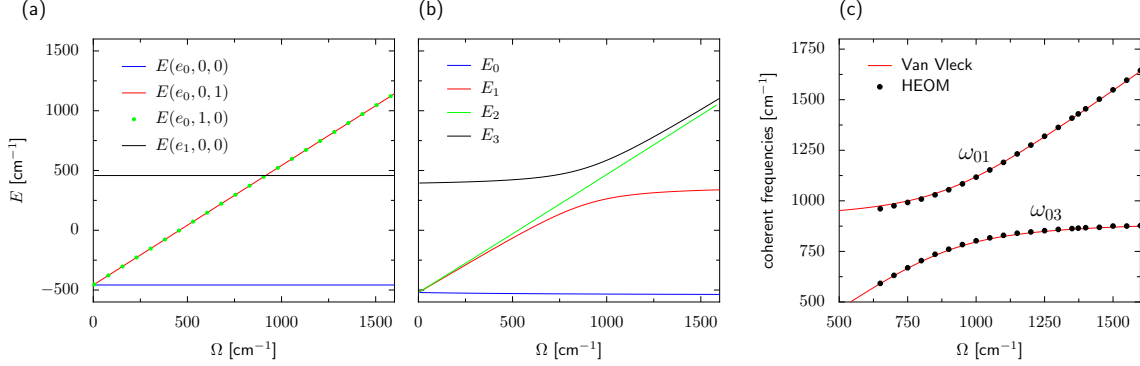 (a)
1500
1000
500
0
−500
E [cm⁻¹]
E(e₀, 0, 0)
E(e₀, 0, 1)
E(e₀, 1, 0)
E(e₁, 0, 0)
0
500
1000
1500
Ω [cm⁻¹]
(b)
E₀
E₁
E₂
E₃
0
500
1000
1500
Ω [cm⁻¹]
(c)
1750
1500
1250
1000
750
500
coherent frequencies [cm⁻¹]
Van Vleck
HEOM
ω₀₁
ω₀₃
500
750
1000
1250
1500
Ω [cm⁻¹]